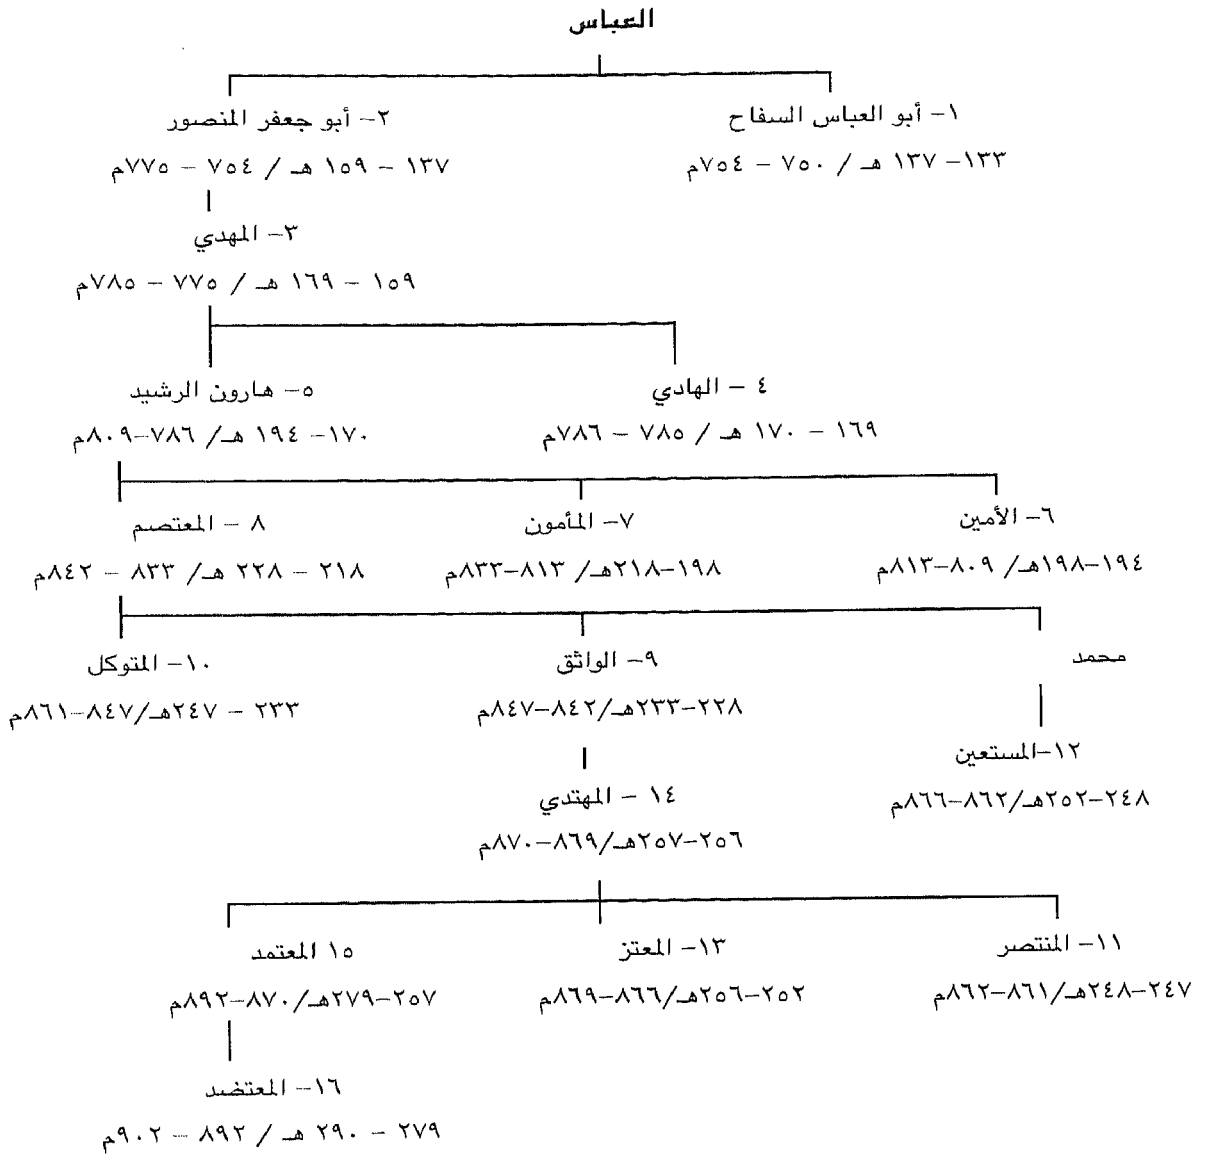 العباس
١- أبو العباس السفاح
١٣٣- ١٣٧ هـ / ٧٥٠ - ٧٥٤م
٢- أبو جعفر المنصور
١٣٧ - ١٥٩ هـ / ٧٥٤ - ٧٧٥م
٣- المهدي
١٥٩ - ١٦٩ هـ / ٧٧٥ - ٧٨٥م
٤ - الهادي
١٦٩ - ١٧٠ هـ / ٧٨٥ - ٧٨٦م
٥- هارون الرشيد
١٧٠- ١٩٤ هـ/ ٧٨٦-٨٠٩م
٦- الأمين
١٩٤-١٩٨هـ/ ٨٠٩-٨١٣م
٧- المأمون
١٩٨-٢١٨هـ/ ٨١٣-٨٣٣م
٨ - المعتصم
٢١٨ - ٢٢٨ هـ/ ٨٣٣ - ٨٤٢م
محمد
٩- الواثق
٢٢٨-٢٣٣هـ/٨٤٢-٨٤٧م
١٠- المتوكل
٢٣٣ - ٢٤٧هـ/٨٤٧-٨٦١م
١٢-المستعين
٢٤٨-٢٥٢هـ/٨٦٢-٨٦٦م
١٤ - المهتدي
٢٥٦-٢٥٧هـ/٨٦٩-٨٧٠م
١١- المنتصر
٢٤٧-٢٤٨هـ/٨٦١-٨٦٢م
١٣- المعتز
٢٥٢-٢٥٦هـ/٨٦٦-٨٦٩م
١٥ المعتمد
٢٥٧-٢٧٩هـ/٨٧٠-٨٩٢م
١٦- المعتضد
٢٧٩ - ٢٩٠ هـ / ٨٩٢ - ٩٠٢م